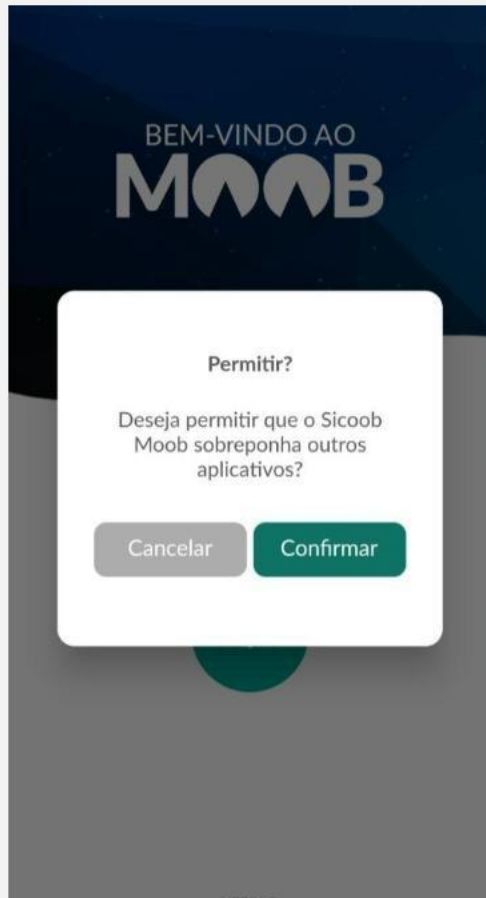 BEM-VINDO AO
MOOB
Permitir?
Deseja permitir que o Sicoob
Moob sobreponha outros
aplicativos?
Cancelar
Confirmar